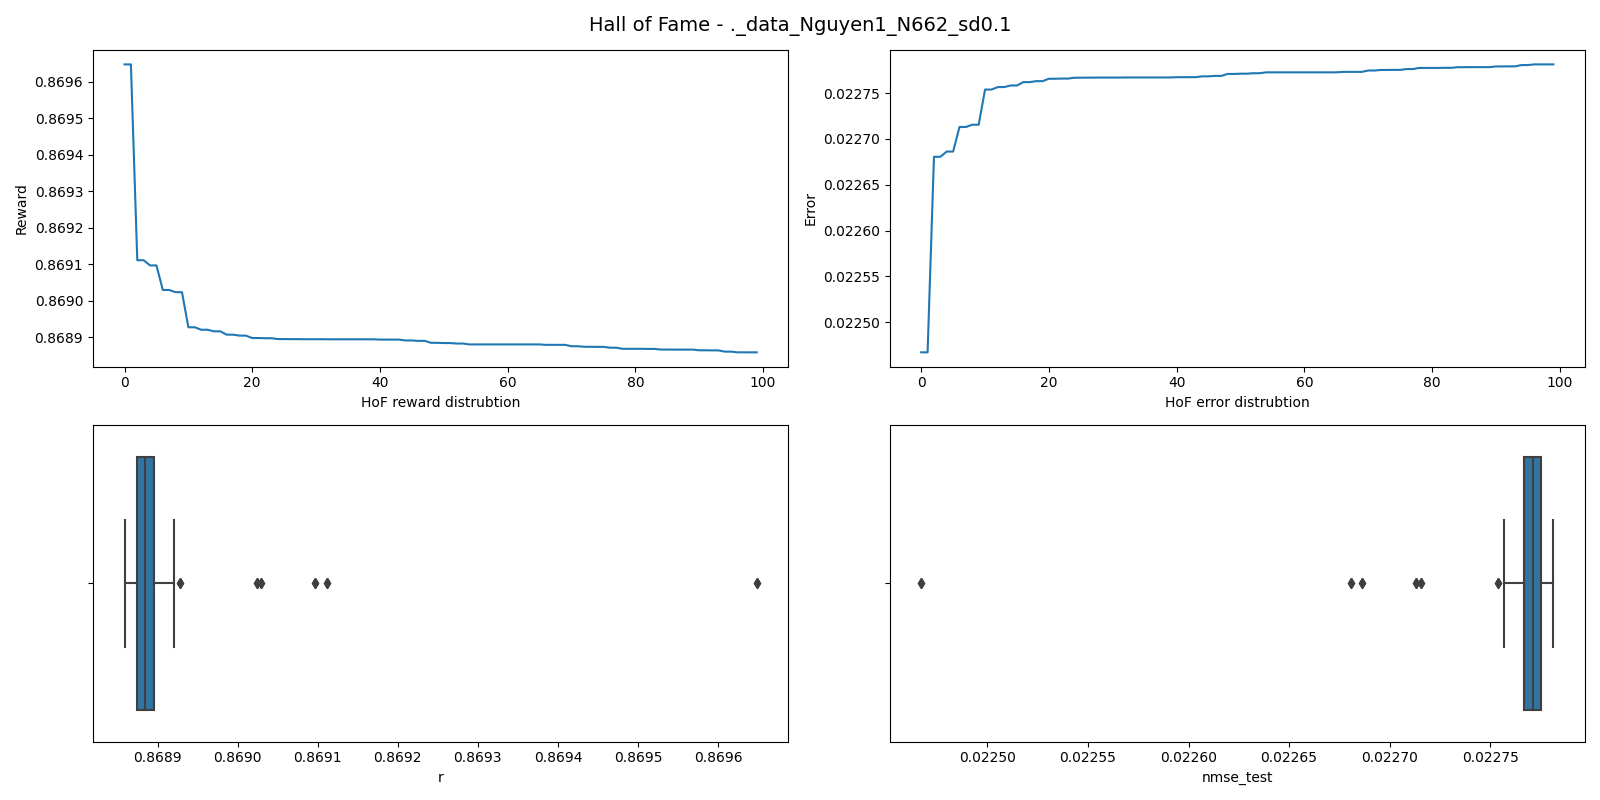 Hall of Fame - ._data_Nguyen1_N662_sd0.1
0.8696
0.8695
0.8694
0.8693
0.8692
0.8691
0.8690
0.8689
Reward
0 20 40 60 80 100
HoF reward distrubtion
0.02275
0.02270
0.02265
0.02260
0.02255
0.02250
Error
0 20 40 60 80 100
HoF error distrubtion
0.8689 0.8690 0.8691 0.8692 0.8693 0.8694 0.8695 0.8696
r
0.02250 0.02255 0.02260 0.02265 0.02270 0.02275
nmse_test